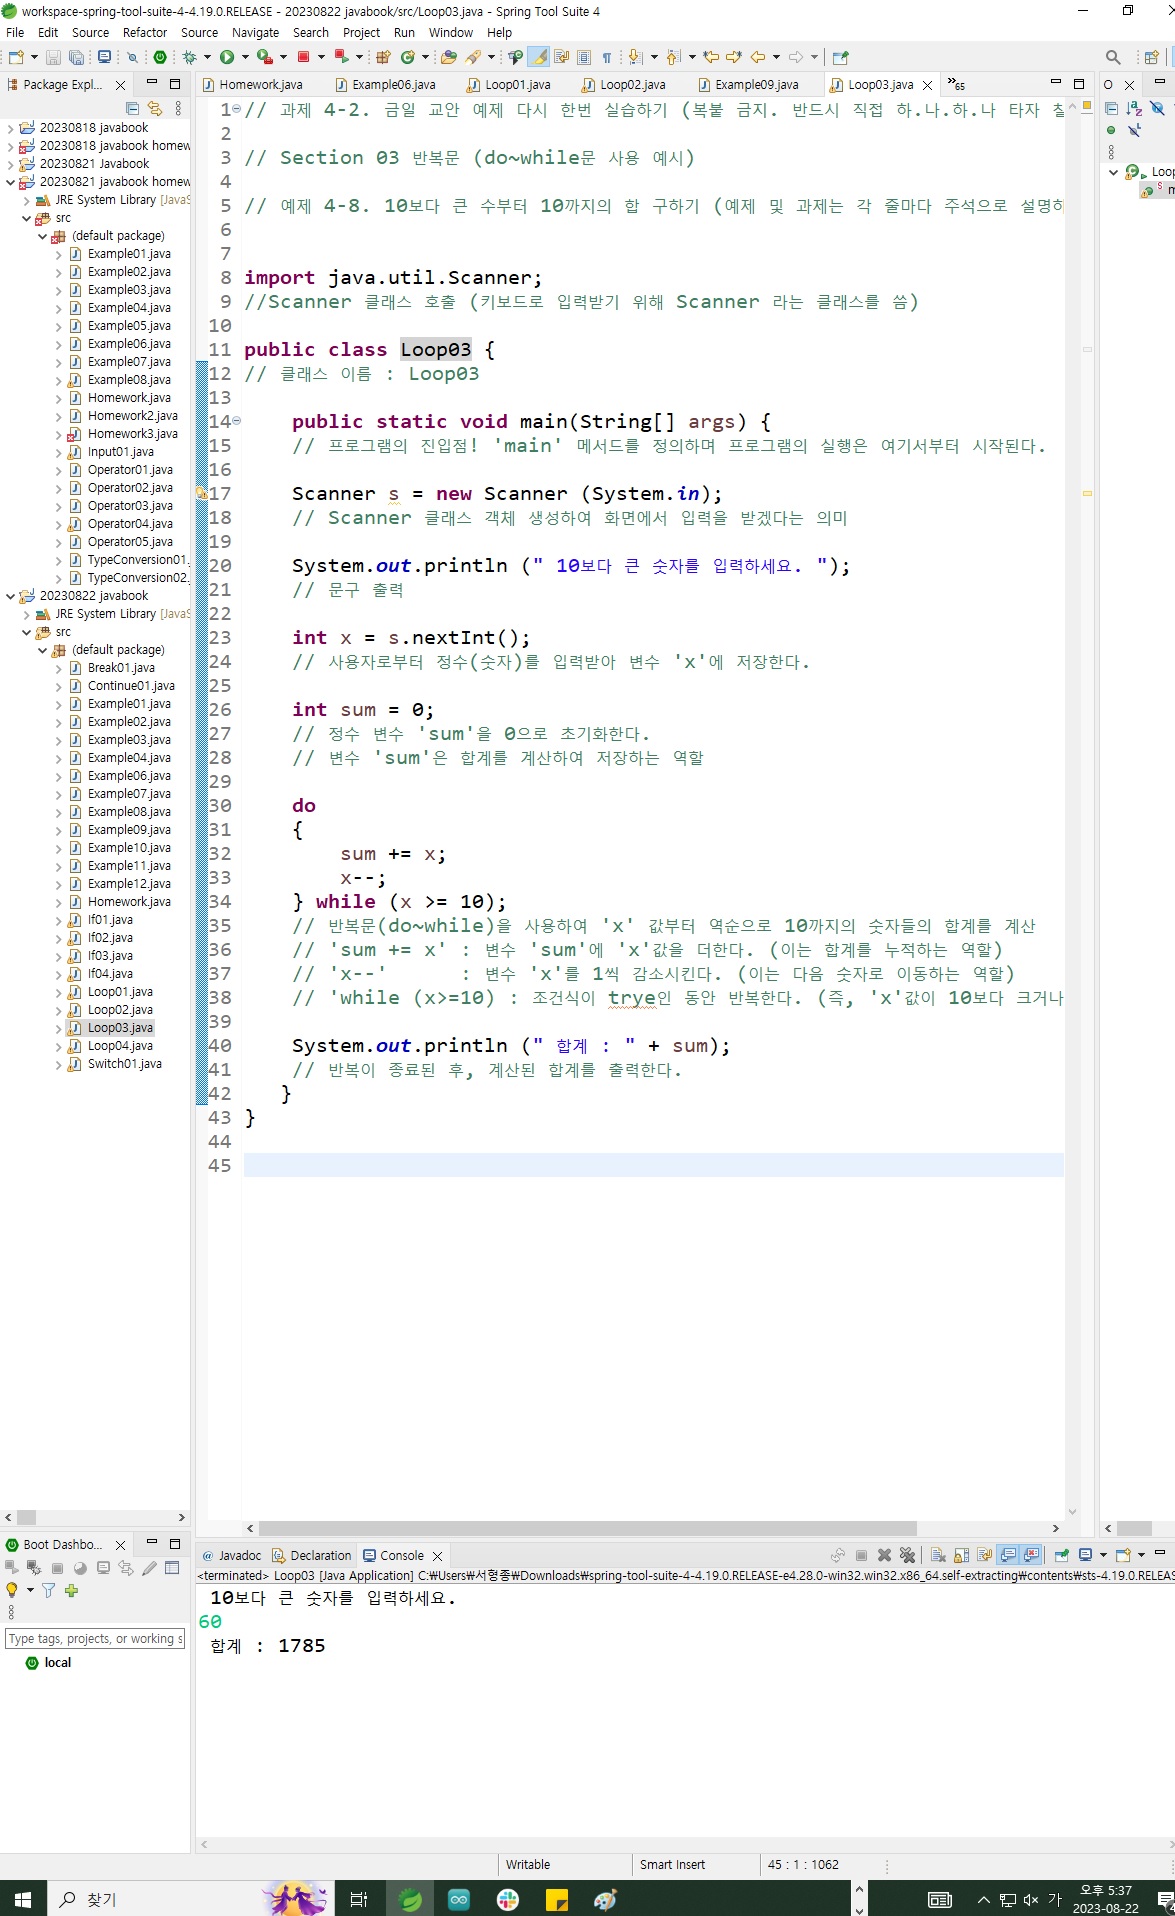 workspace-spring-tool-suite-4-4.19.0.RELEASE - 20230822 javabook/src/Loop03.java - Spring Tool Suite 4
File Edit Source Refactor Source Navigate Search Project Run Window Help
Package Expl...
Homework.java Example06.java Loop01.java Loop02.java Example09.java Loop03.java 65
20230818 javabook
20230818 javabook homew
20230821 Javabook
20230821 javabook homew
JRE System Library [JavaS
src
(default package)
Example01.java
Example02.java
Example03.java
Example04.java
Example05.java
Example06.java
Example07.java
Example08.java
Homework.java
Homework2.java
Homework3.java
Input01.java
Operator01.java
Operator02.java
Operator03.java
Operator04.java
Operator05.java
TypeConversion01.
TypeConversion02.
20230822 javabook
JRE System Library [JavaS
src
(default package)
Break01.java
Continue01.java
Example01.java
Example02.java
Example03.java
Example04.java
Example06.java
Example07.java
Example08.java
Example09.java
Example10.java
Example11.java
Example12.java
Homework.java
If01.java
If02.java
If03.java
If04.java
Loop01.java
Loop02.java
Loop03.java
Loop04.java
Switch01.java
1 // 과제 4-2. 금일 교안 예제 다시 한번 실습하기 (복붙 금지. 반드시 직접 하.나.하.나 타자 칠
2
3 // Section 03 반복문 (do~while문 사용 예시)
4
5 // 예제 4-8. 10보다 큰 수부터 10까지의 합 구하기 (예제 및 과제는 각 줄마다 주석으로 설명하
6
7
8 import java.util.Scanner;
9 //Scanner 클래스 호출 (키보드로 입력받기 위해 Scanner 라는 클래스를 씀)
10
11 public class Loop03 {
12 // 클래스 이름 : Loop03
13
14 public static void main(String[] args) {
15 // 프로그램의 진입점! 'main' 메서드를 정의하며 프로그램의 실행은 여기서부터 시작된다.
16
17 Scanner s = new Scanner (System.in);
18 // Scanner 클래스 객체 생성하여 화면에서 입력을 받겠다는 의미
19
20 System.out.println (" 10보다 큰 숫자를 입력하세요. ");
21 // 문구 출력
22
23 int x = s.nextInt();
24 // 사용자로부터 정수(숫자)를 입력받아 변수 'x'에 저장한다.
25
26 int sum = 0;
27 // 정수 변수 'sum'을 0으로 초기화한다.
28 // 변수 'sum'은 합계를 계산하여 저장하는 역할
29
30 do
31 {
32 sum += x;
33 x--;
34 } while (x >= 10);
35 // 반복문(do~while)을 사용하여 'x' 값부터 역순으로 10까지의 숫자들의 합계를 계산
36 // 'sum += x' : 변수 'sum'에 'x'값을 더한다. (이는 합계를 누적하는 역할)
37 // 'x--' : 변수 'x'를 1씩 감소시킨다. (이는 다음 숫자로 이동하는 역할)
38 // 'while (x>=10) : 조건식이 trye인 동안 반복한다. (즉, 'x'값이 10보다 크거나
39
40 System.out.println (" 합계 : " + sum);
41 // 반복이 종료된 후, 계산된 합계를 출력한다.
42 }
43 }
44
45
O
Loop
Boot Dashbo...
Type tags, projects, or working s
local
Javadoc Declaration Console
<terminated> Loop03 [Java Application] C:₩Users₩서형종₩Downloads₩spring-tool-suite-4-4.19.0.RELEASE-e4.28.0-win32.win32.x86_64.self-extracting₩contents₩sts-4.19.0.RELEAS
10보다 큰 숫자를 입력하세요.
60
합계 : 1785
Writable Smart Insert 45 : 1 : 1062
찾기
가
오후 5:37
2023-08-22